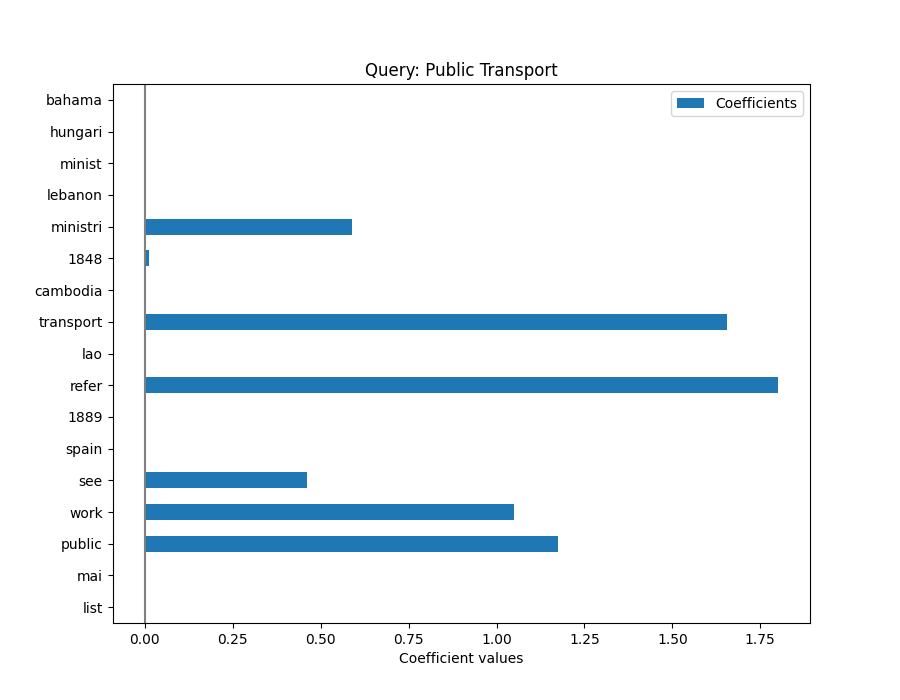 Query: Public Transport
Coefficients
bahama
hungari
minist
lebanon
ministri
1848
cambodia
transport
lao
refer
1889
spain
see
work
public
mai
list
0.00 0.25 0.50 0.75 1.00 1.25 1.50 1.75
Coefficient values